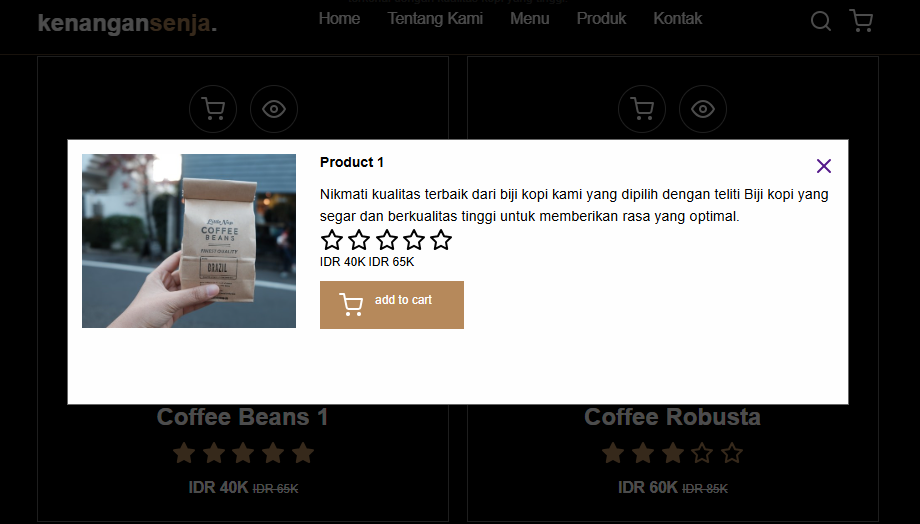 kenangansenja.
Home Tentang Kami Menu Produk Kontak
Product 1
Nikmati kualitas terbaik dari biji kopi kami yang dipilih dengan teliti Biji kopi yang
segar dan berkualitas tinggi untuk memberikan rasa yang optimal.
IDR 40K IDR 65K
add to cart
Little Nap
COFFEE
BEANS
FINEST QUALITY
BRAZIL
Coffee Beans 1
IDR 40K IDR 65K
Coffee Robusta
IDR 60K IDR 85K